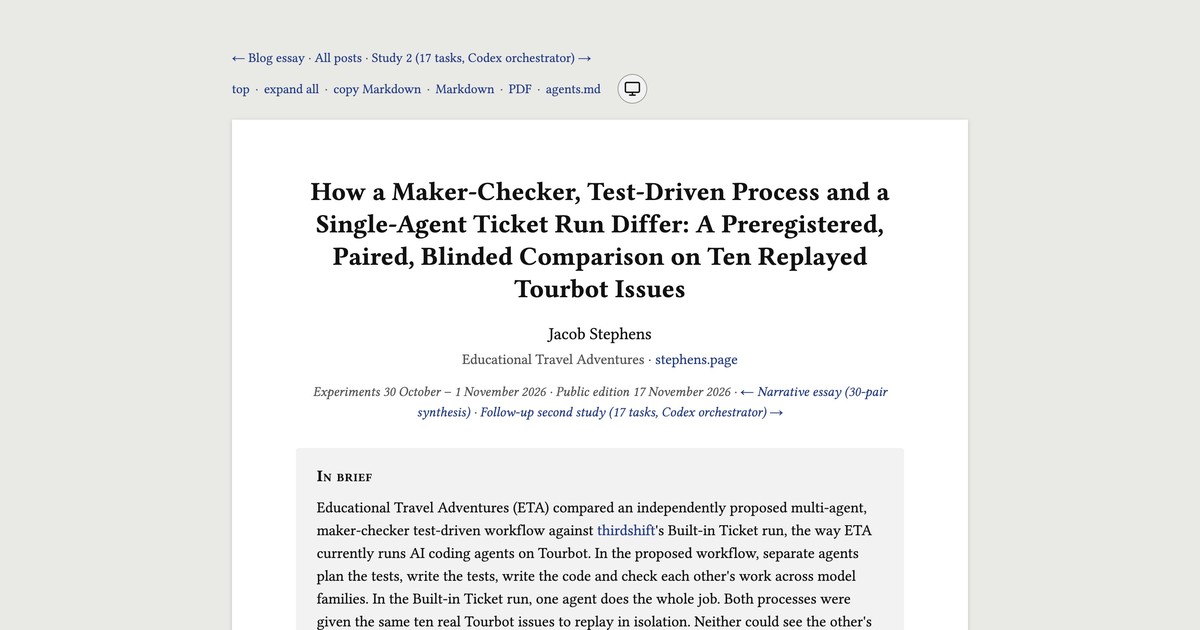 ← Blog essay · All posts · Study 2 (17 tasks, Codex orchestrator) →
top · expand all · copy Markdown · Markdown · PDF · agents.md
How a Maker-Checker, Test-Driven Process and a
Single-Agent Ticket Run Differ: A Preregistered,
Paired, Blinded Comparison on Ten Replayed
Tourbot Issues
Jacob Stephens
Educational Travel Adventures · stephens.page
Experiments 30 October – 1 November 2026 · Public edition 17 November 2026 · ← Narrative essay (30-pair
synthesis) · Follow-up second study (17 tasks, Codex orchestrator) →
In brief
Educational Travel Adventures (ETA) compared an independently proposed multi-agent,
maker-checker test-driven workflow against thirdshift's Built-in Ticket run, the way ETA
currently runs AI coding agents on Tourbot. In the proposed workflow, separate agents
plan the tests, write the tests, write the code and check each other's work across model
families. In the Built-in Ticket run, one agent does the whole job. Both processes were
given the same ten real Tourbot issues to replay in isolation. Neither could see the other's